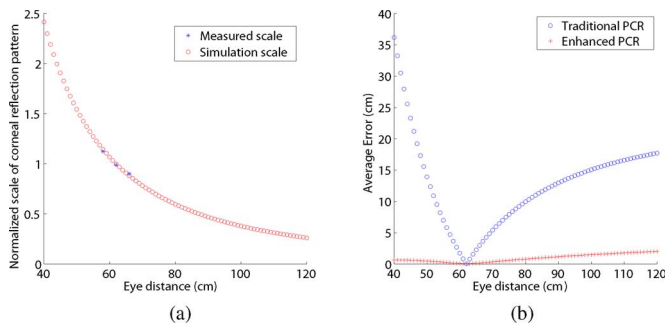 Normalized scale of corneal reflection pattern
2.5
2
1.5
1
0.5
0
40 60 80 100 120
Eye distance (cm)
Measured scale
Simulation scale
(a)
Average Error (cm)
40
35
30
25
20
15
10
5
0
40 50 60 70 80 90 100 110 120
Eye distance (cm)
Traditional PCR
Enhanced PCR
(b)